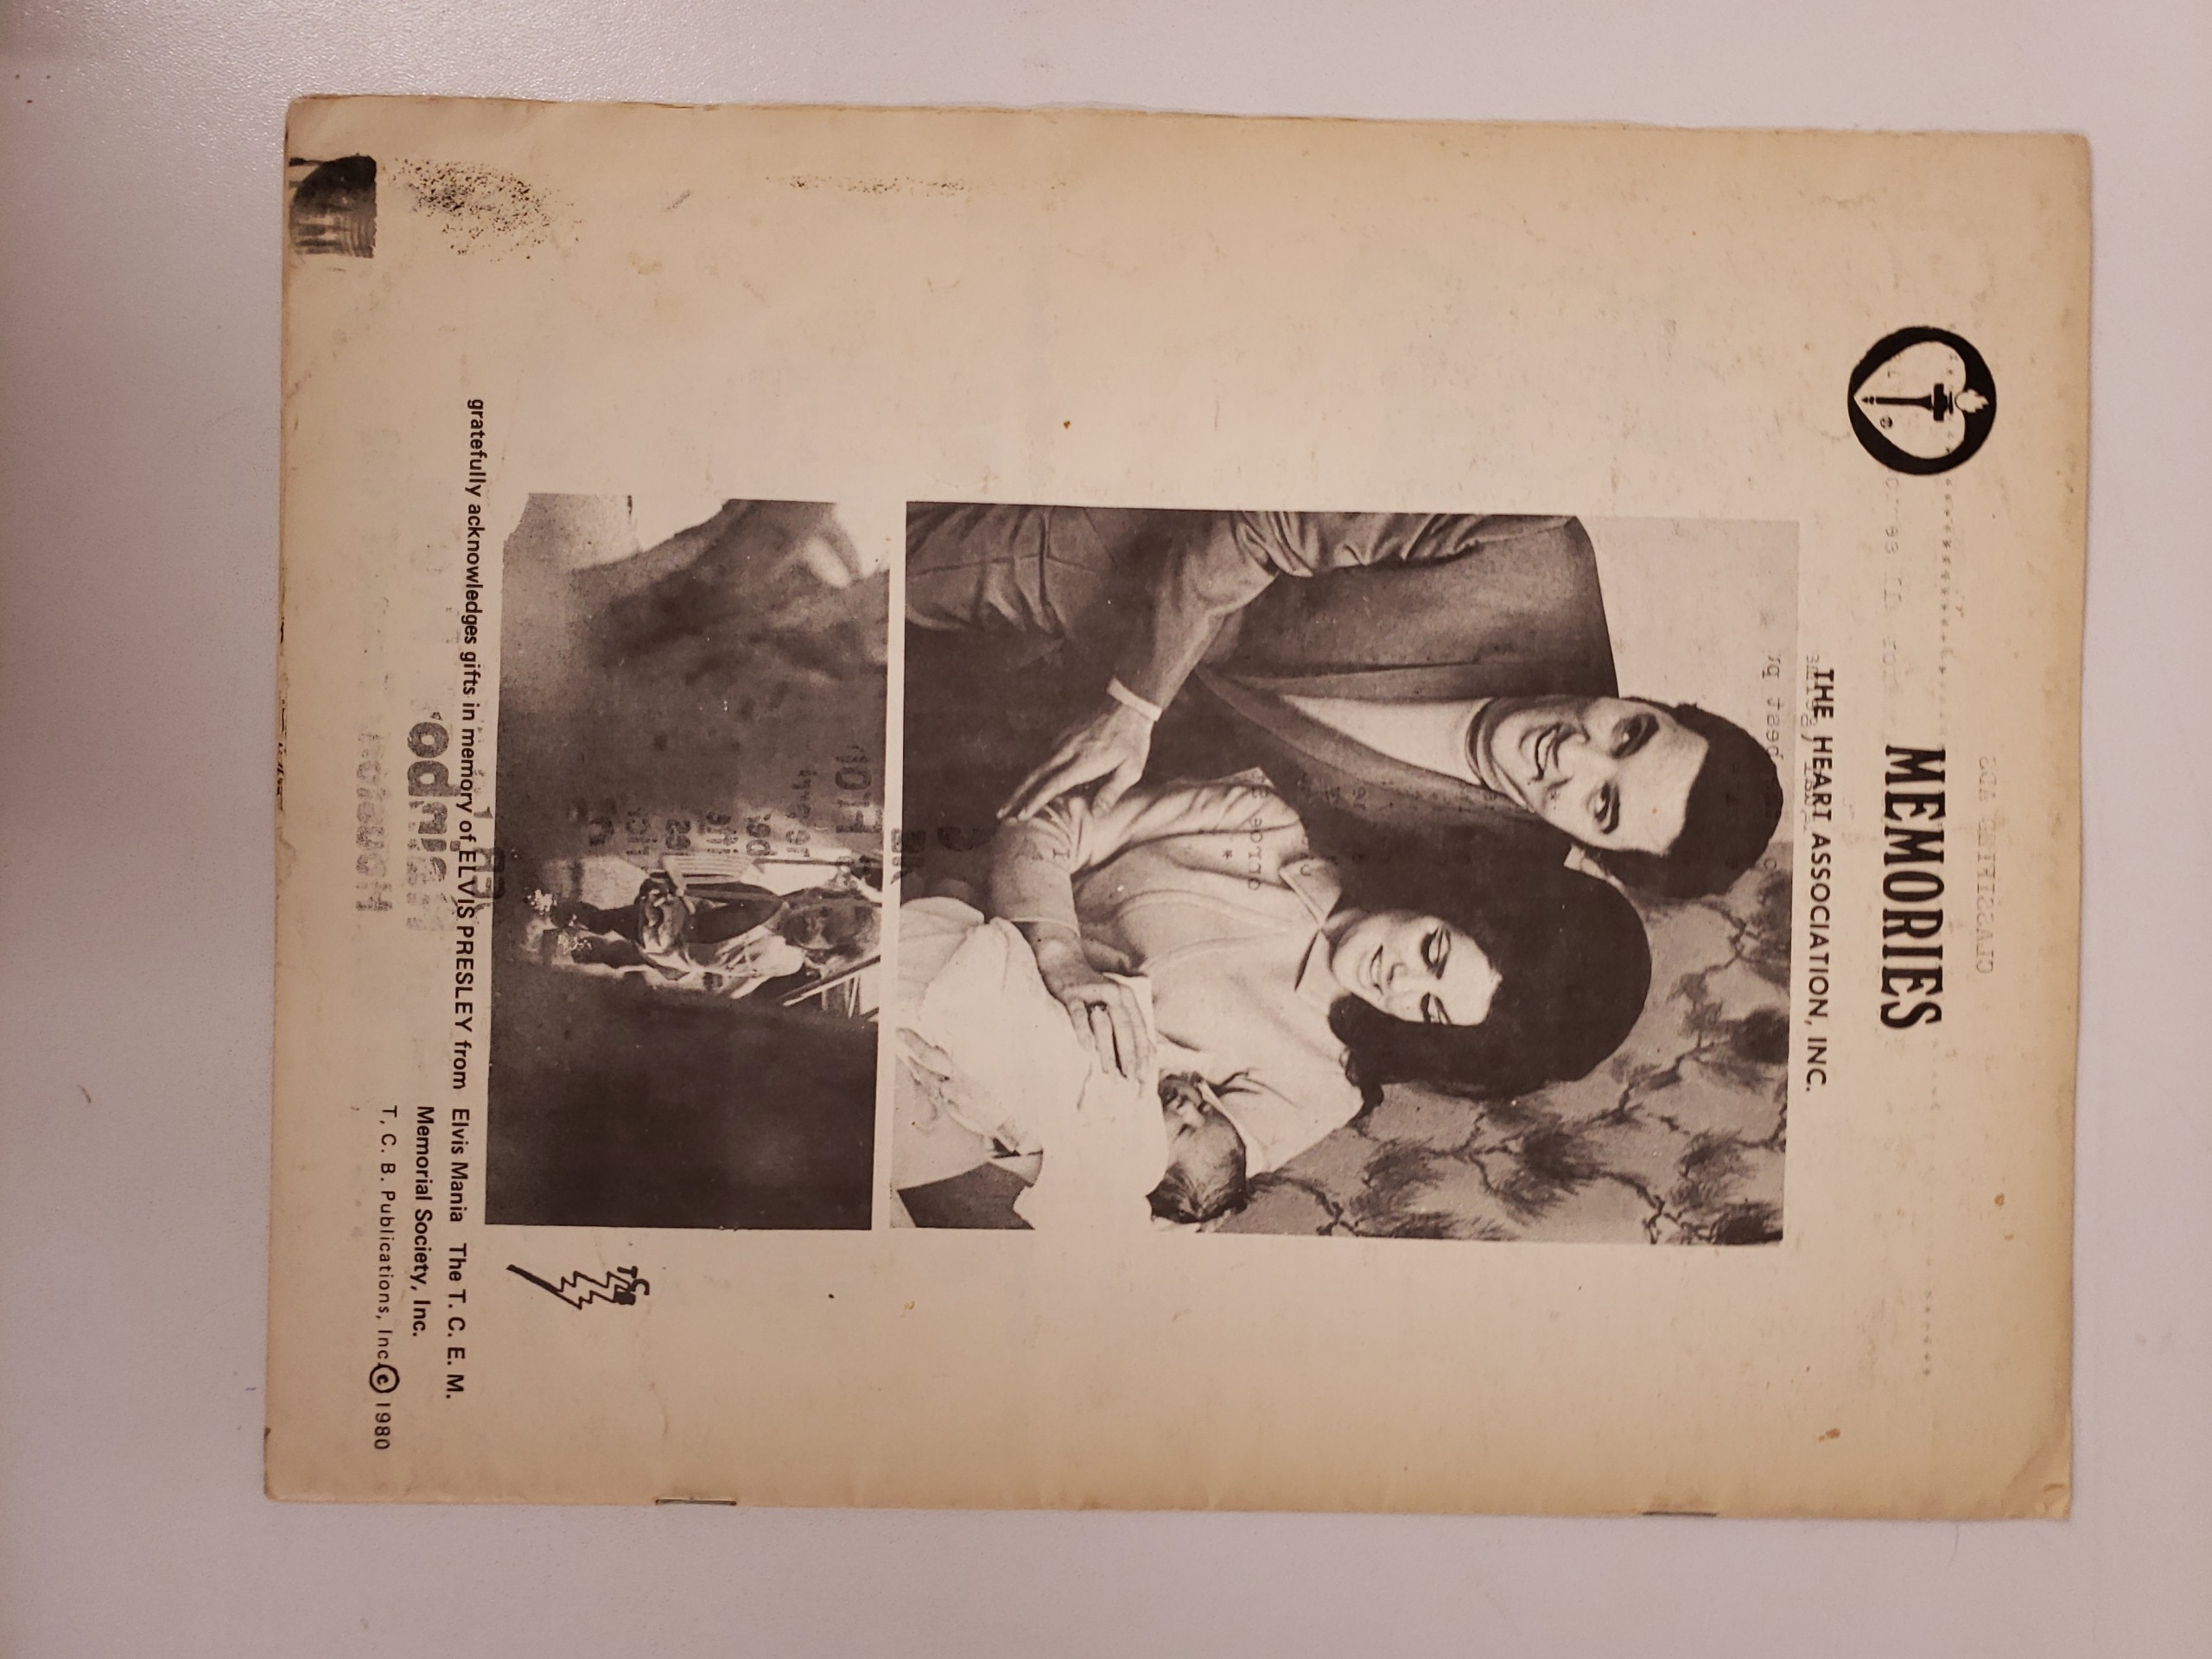 MEMORIES
THE HEART ASSOCIATION, INC.
TCB
gratefully acknowledges gifts in memory of ELVIS PRESLEY from Elvis Mania The T. C. E. M.
Memorial Society, Inc.
T, C. B. Publications, Inc. © 1980